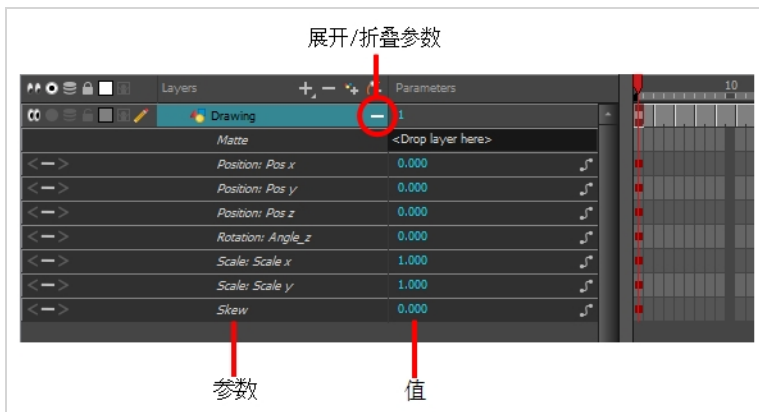 展开/折叠参数
Layers Parameters 10
Drawing 1
Matte <Drop layer here>
Position: Pos x 0.000
Position: Pos y 0.000
Position: Pos z 0.000
Rotation: Angle_z 0.000
Scale: Scale x 1.000
Scale: Scale y 1.000
Skew 0.000
参数 值